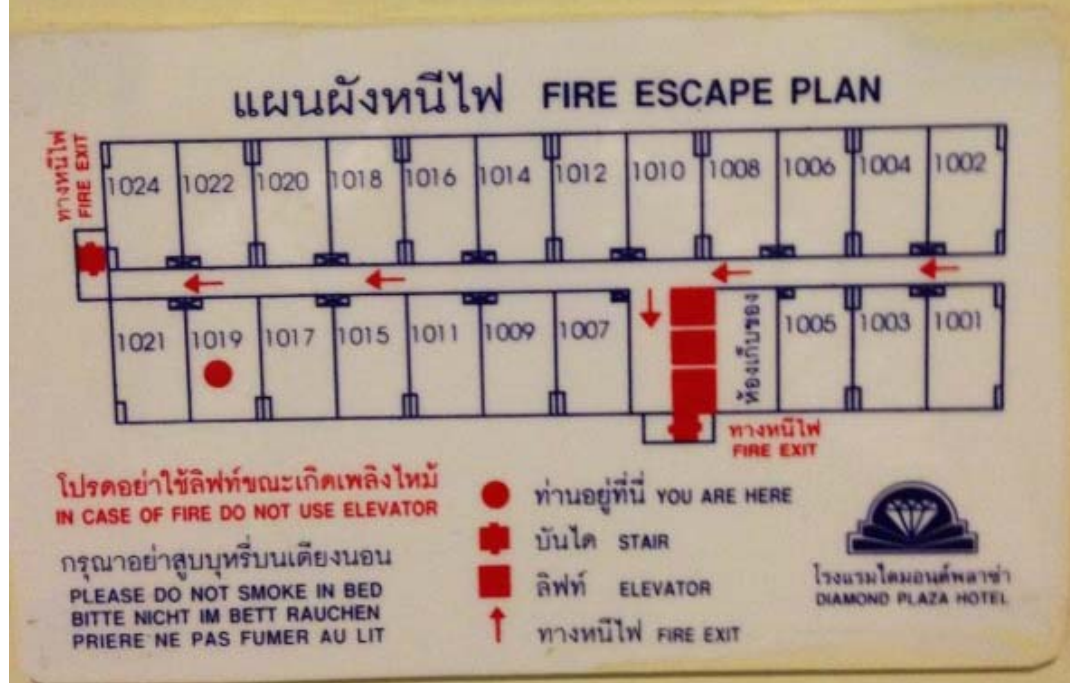 แผนผังหนีไฟ FIRE ESCAPE PLAN
ทางหนีไฟ
FIRE EXIT
1024 1022 1020 1018 1016 1014 1012 1010 1008 1006 1004 1002
1021 1019 1017 1015 1011 1009 1007 ห้องเก็บของ 1005 1003 1001
ทางหนีไฟ
FIRE EXIT
โปรดอย่าใช้ลิฟท์ขณะเกิดเพลิงไหม้
IN CASE OF FIRE DO NOT USE ELEVATOR
กรุณาอย่าสูบบุหรี่บนเตียงนอน
PLEASE DO NOT SMOKE IN BED
BITTE NICHT IM BETT RAUCHEN
PRIERE NE PAS FUMER AU LIT
ท่านอยู่ที่นี่ YOU ARE HERE
บันได STAIR
ลิฟท์ ELEVATOR
ทางหนีไฟ FIRE EXIT
โรงแรมไดมอนด์พลาซ่า
DIAMOND PLAZA HOTEL